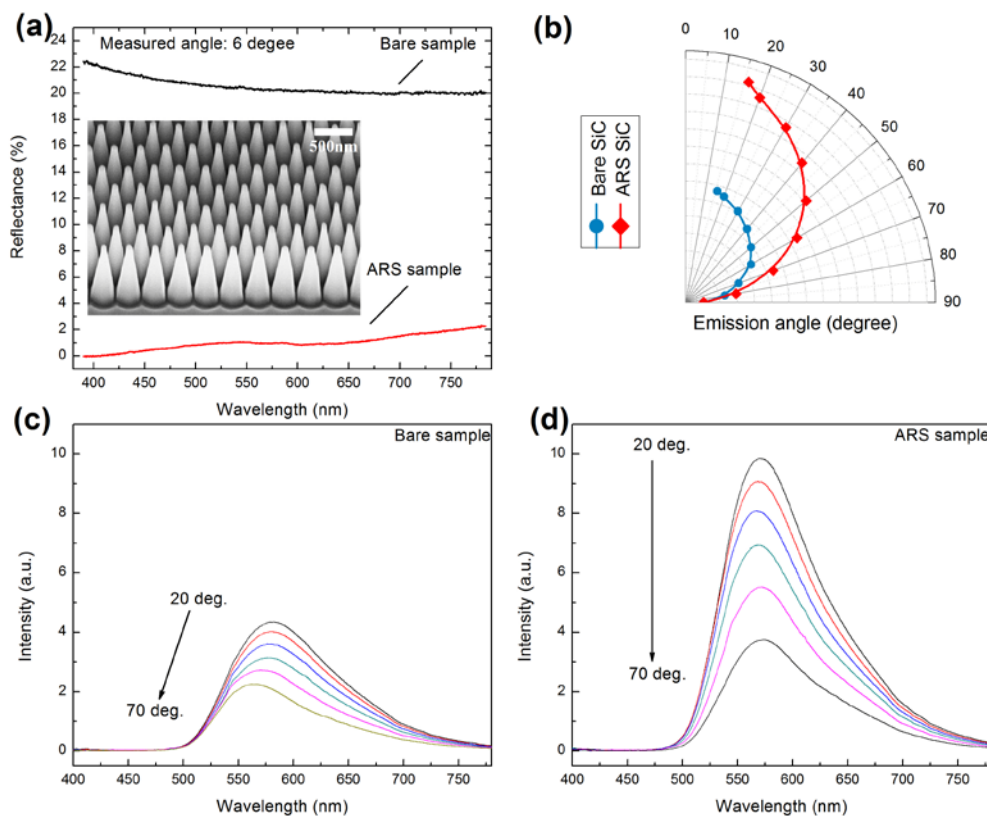 (a)
Measured angle: 6 degree
Bare sample
24
22
20
18
16
14
12
10
8
6
4
2
0
Reflectance (%)
500nm
ARS sample
400 450 500 550 600 650 700 750
Wavelength (nm)
(b)
0
10
20
30
40
50
60
70
80
90
Bare SiC
ARS SiC
Emission angle (degree)
(c)
Bare sample
10
8
6
4
2
0
Intensity (a.u.)
20 deg.
70 deg.
400 450 500 550 600 650 700 750
Wavelength (nm)
(d)
ARS sample
10
8
6
4
2
0
Intensity (a.u.)
20 deg.
70 deg.
400 450 500 550 600 650 700 750
Wavelength (nm)